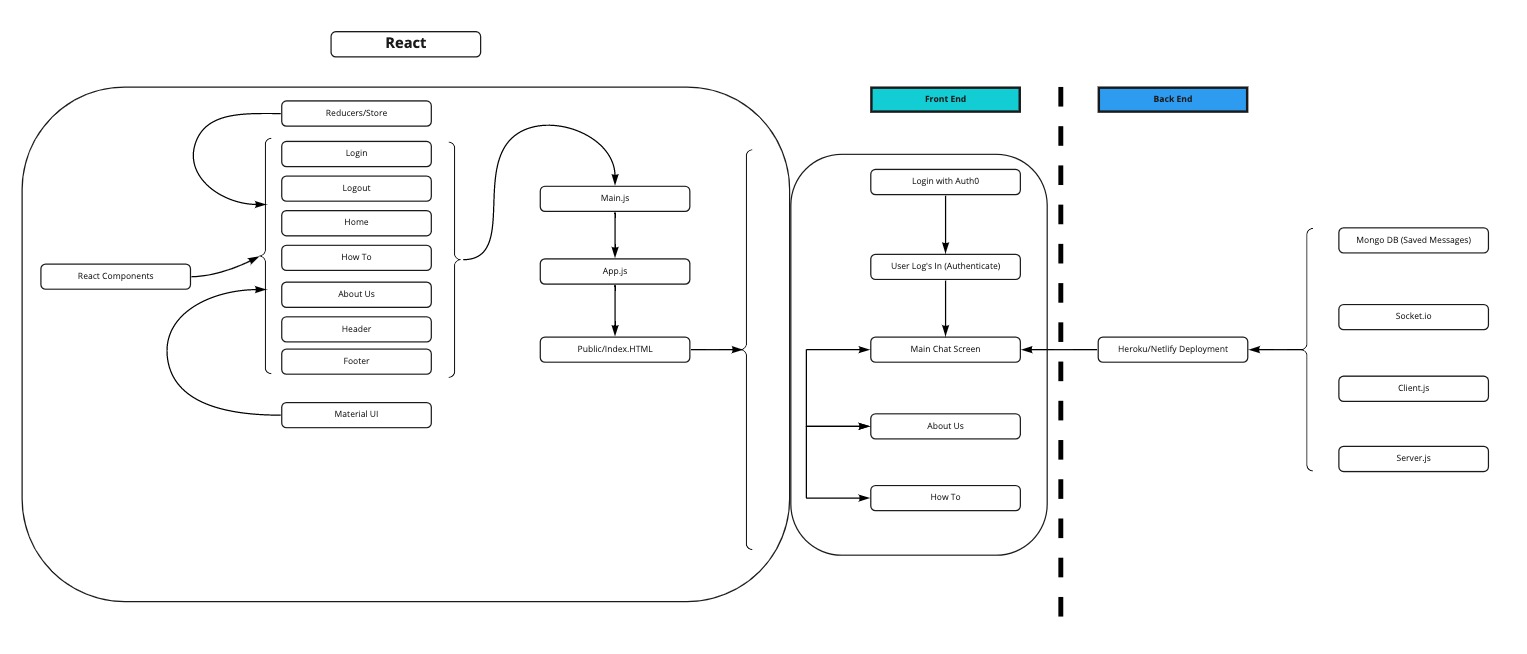 React
Reducers/Store
Login
Logout
Home
How To
About Us
Header
Footer
Material UI
React Components
Main.js
App.js
Public/Index.HTML
Front End
Login with Auth0
User Log's In (Authenticate)
Main Chat Screen
About Us
How To
Back End
Heroku/Netlify Deployment
Mongo DB (Saved Messages)
Socket.io
Client.js
Server.js